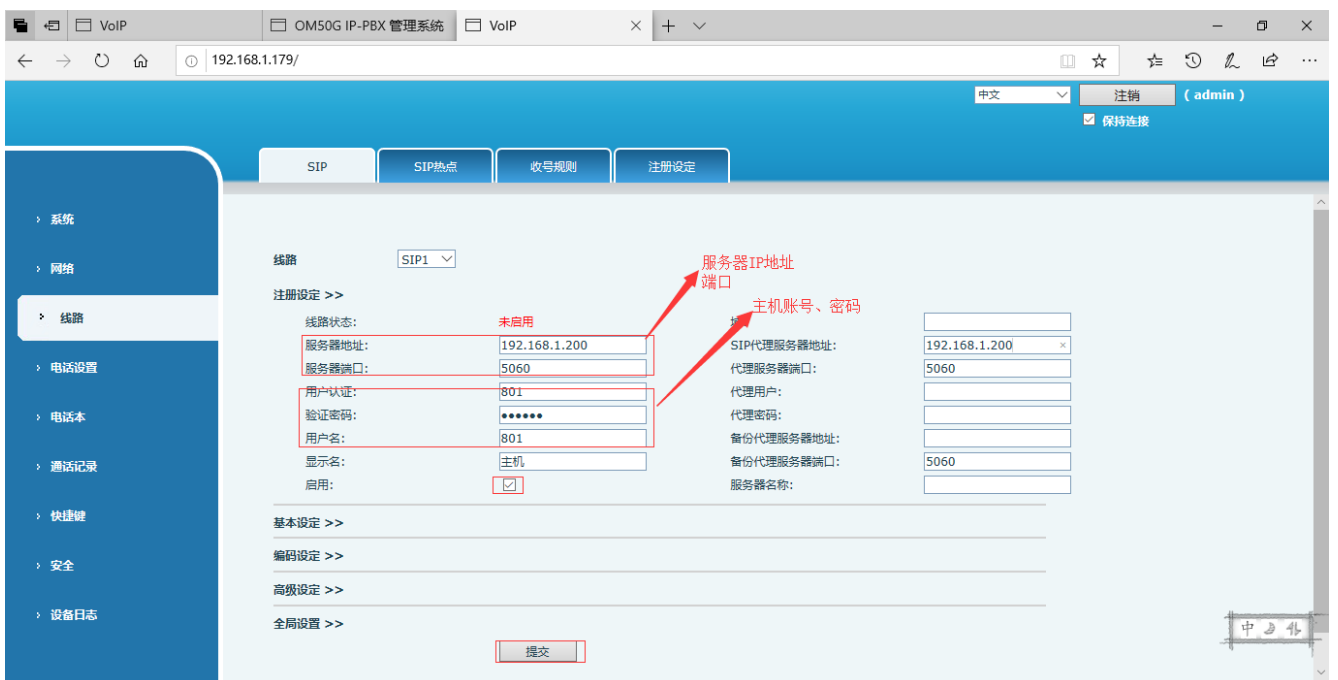 VoIP
OM50G IP-PBX 管理系统
VoIP
192.168.1.179/
中文
注销
( admin )
保持连接
SIP
SIP热点
收号规则
注册设定
系统
网络
线路
电话设置
电话本
通话记录
快捷键
安全
设备日志
线路
SIP1
服务器IP地址
端口
注册设定 >>
主机账号、密码
线路状态: 未启用
服务器地址: 192.168.1.200 SIP代理服务器地址: 192.168.1.200
服务器端口: 5060 代理服务器端口: 5060
用户认证: 801 代理用户:
验证密码: •••••• 代理密码:
用户名: 801 备份代理服务器地址:
显示名: 主机 备份代理服务器端口: 5060
启用: 服务器名称:
基本设定 >>
编码设定 >>
高级设定 >>
全局设置 >>
提交
中